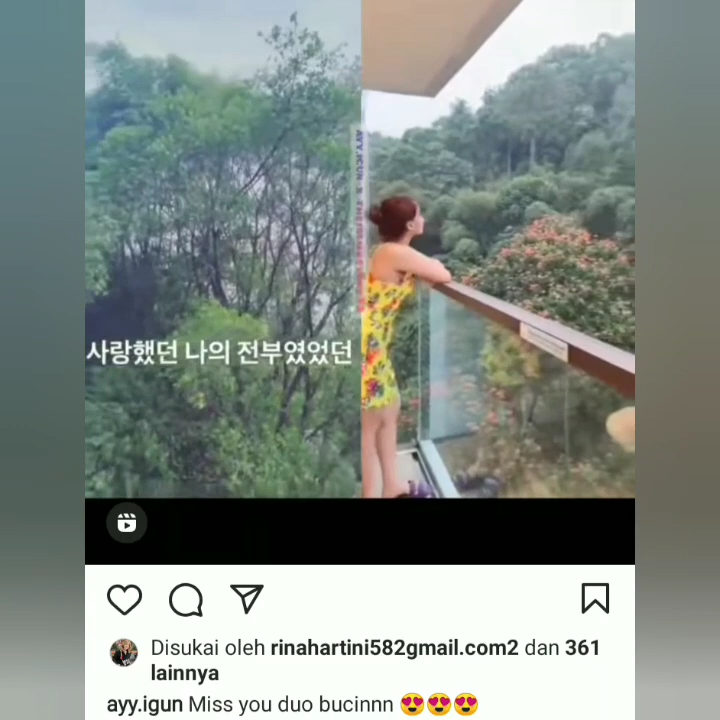 사랑했던 나의 전부였었던
Disukai oleh rinahartini582gmail.com2 dan 361
lainnya
ayy.igun Miss you duo bucinnn 😍😍😍